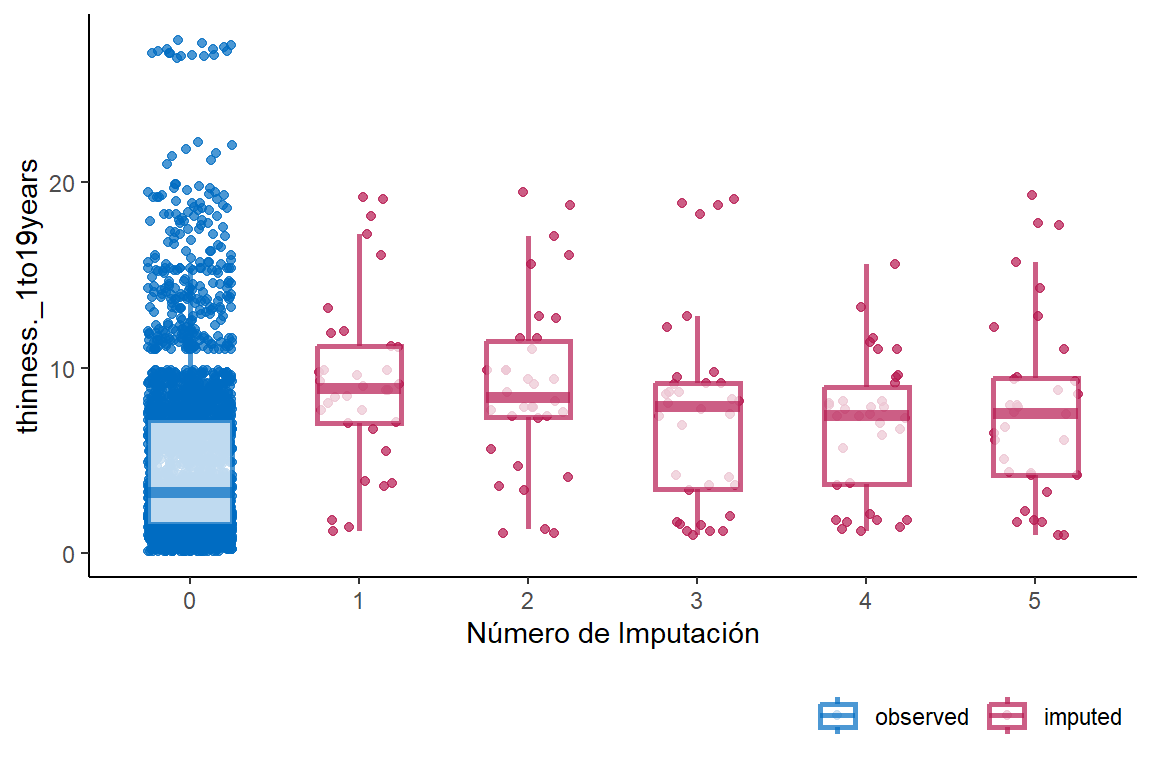 thinness._1to19years
20
10
0
0 1 2 3 4 5
Número de Imputación
observed imputed